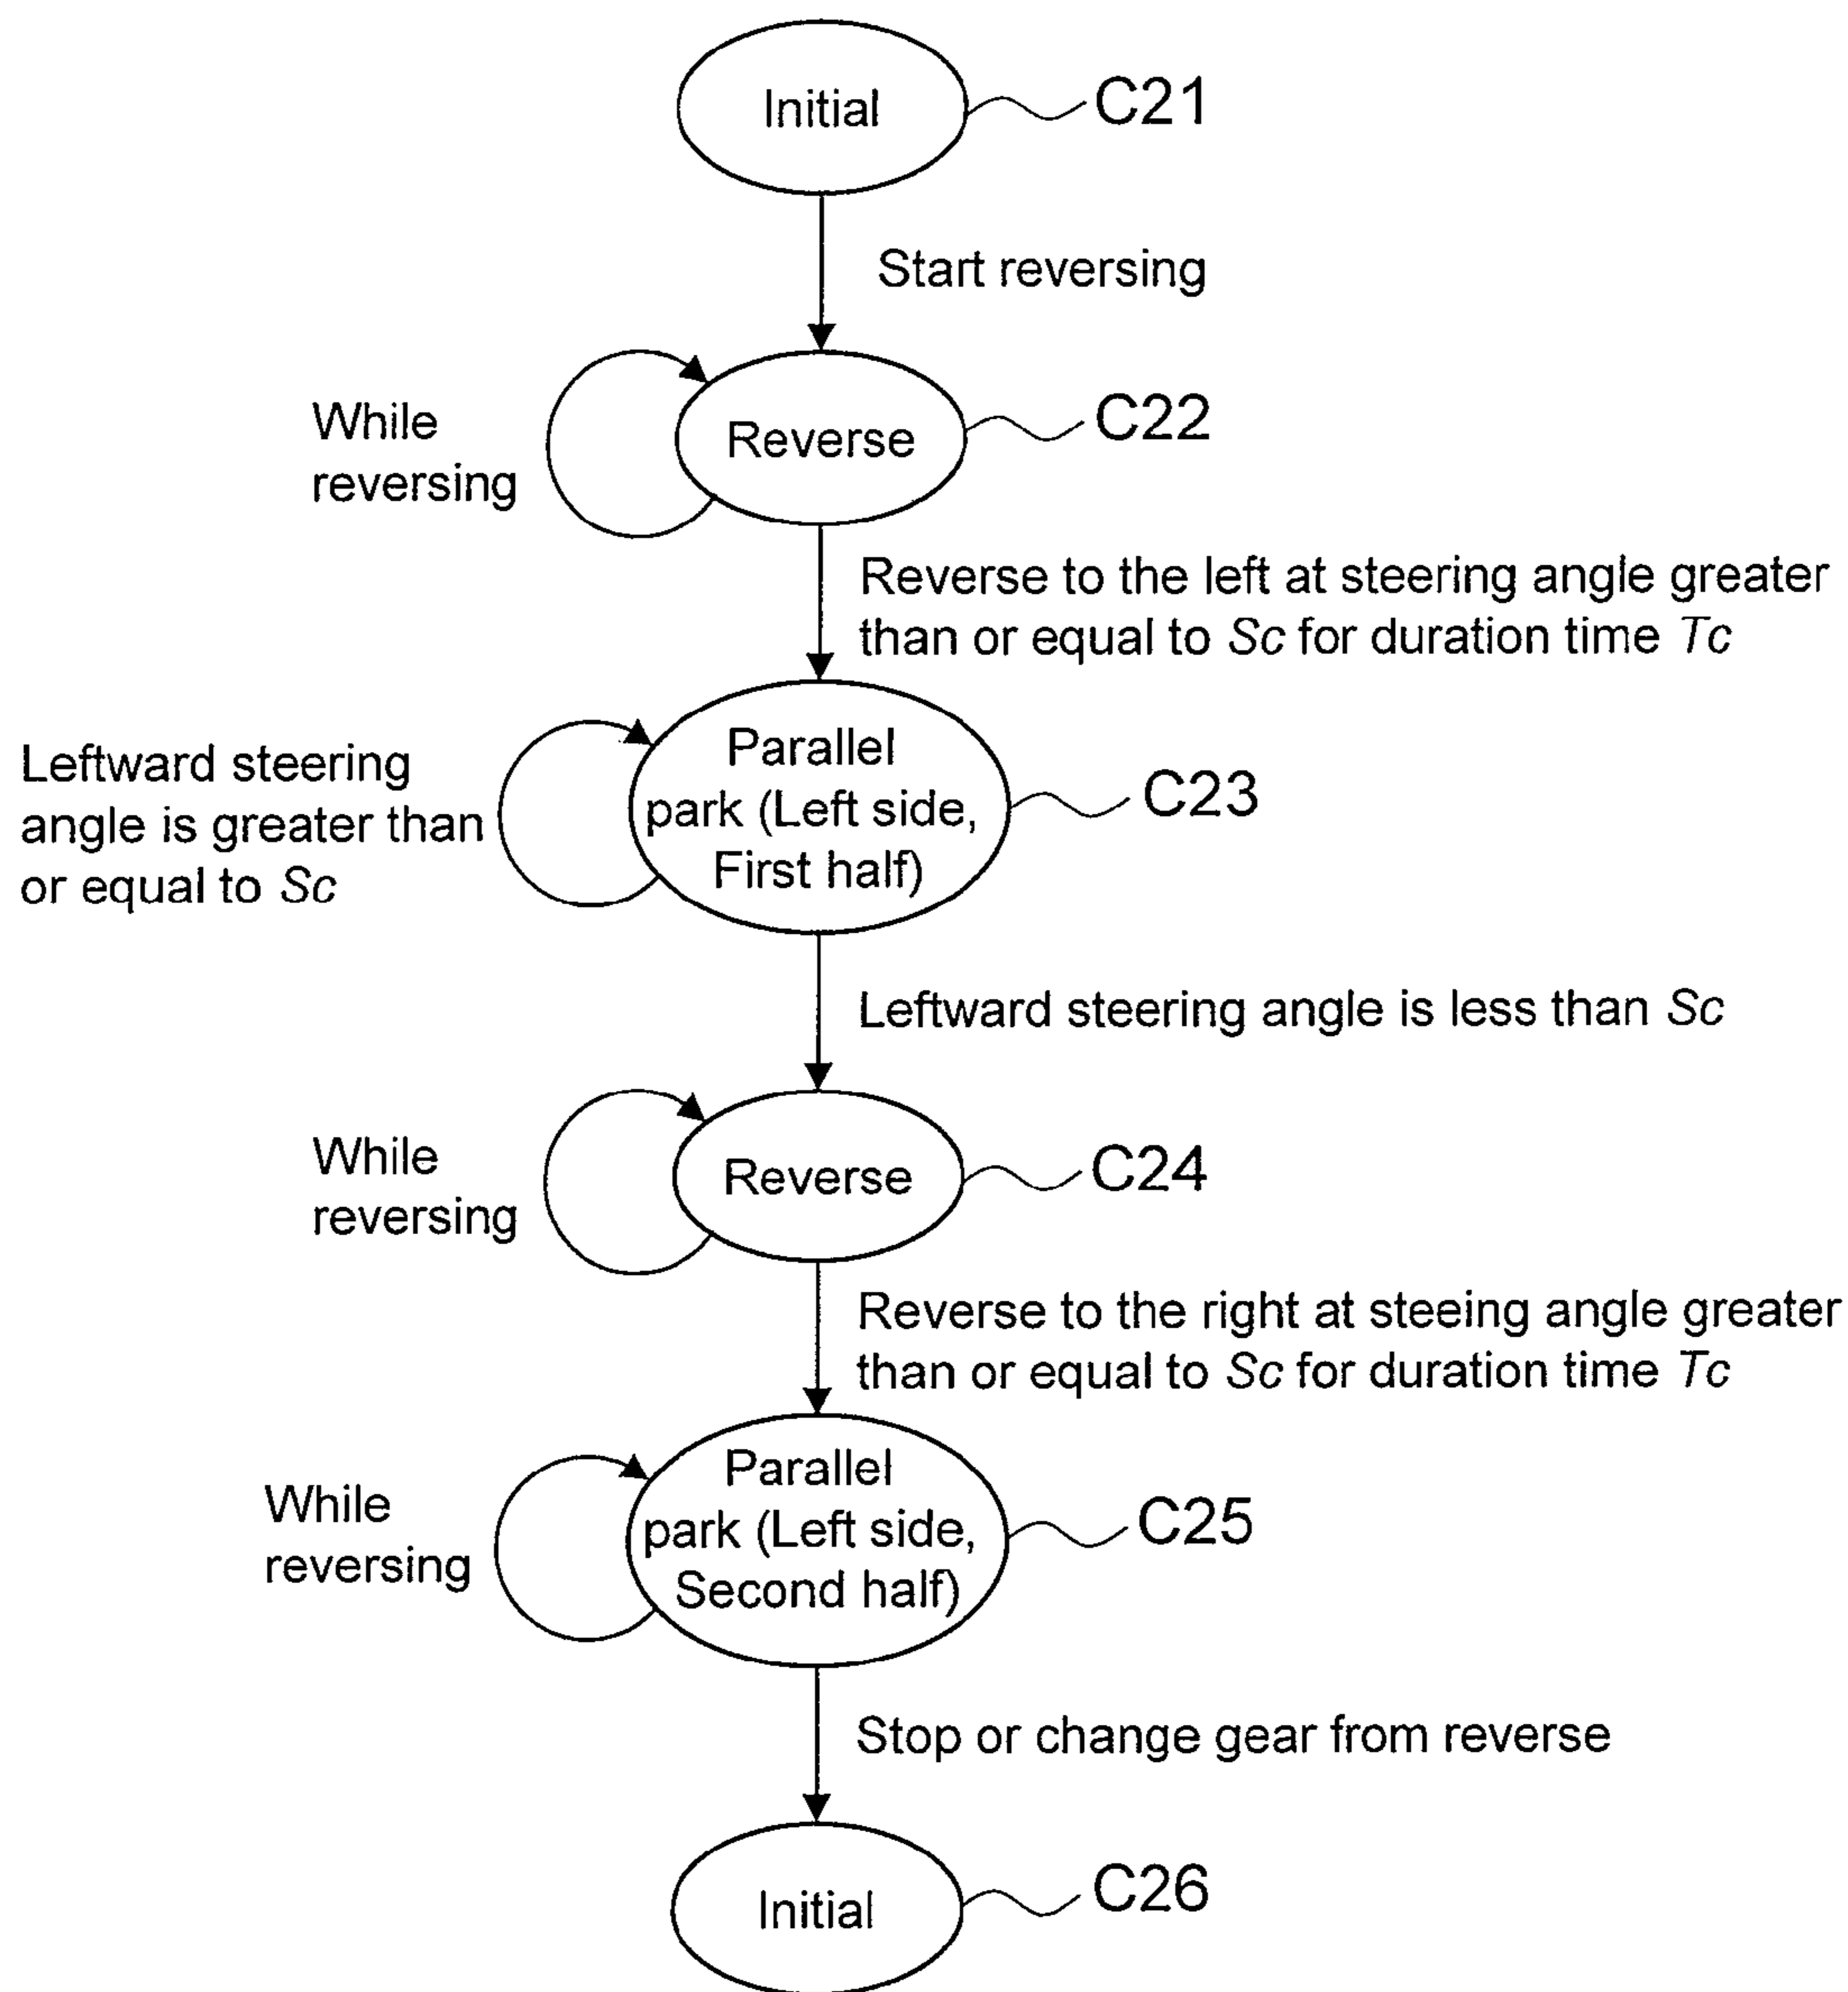 Initial
C21
Start reversing
While
reversing
Reverse
C22
Reverse to the left at steering angle greater
than or equal to Sc for duration time Tc
Leftward steering
angle is greater than
or equal to Sc
Parallel
park (Left side,
First half)
C23
Leftward steering angle is less than Sc
While
reversing
Reverse
C24
Reverse to the right at steeing angle greater
than or equal to Sc for duration time Tc
While
reversing
Parallel
park (Left side,
Second half)
C25
Stop or change gear from reverse
Initial
C26